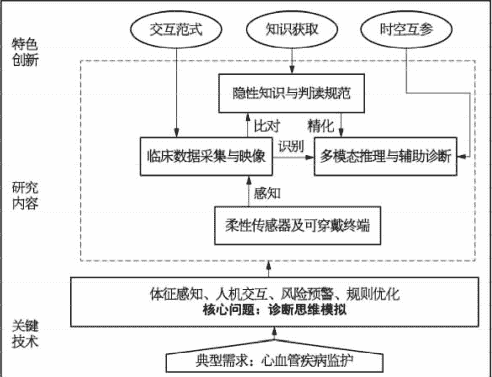 特色
创新
交互范式
知识获取
时空互参
隐性知识与判读规范
比对
精化
临床数据采集与映像
识别
多模态推理与辅助诊断
研究
内容
感知
柔性传感器及可穿戴终端
体征感知、人机交互、风险预警、规则优化
核心问题：诊断思维模拟
关键
技术
典型需求：心血管疾病监护